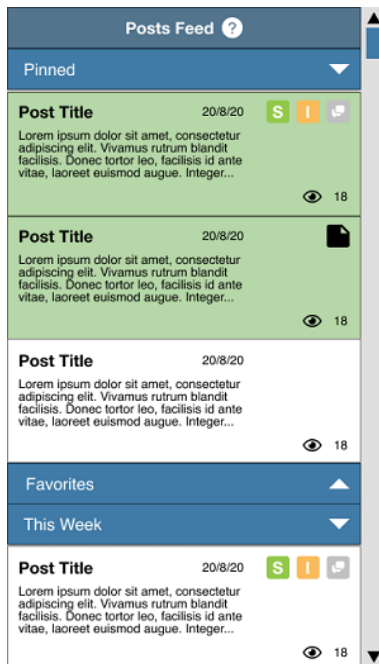 Posts Feed ?
Pinned
Post Title 20/8/20 S I
Lorem ipsum dolor sit amet, consectetur
adipiscing elit. Vivamus rutrum blandit
facilisis. Donec tortor leo, facilisis id ante
vitae, laoreet euismod augue. Integer...
18
Post Title 20/8/20
Lorem ipsum dolor sit amet, consectetur
adipiscing elit. Vivamus rutrum blandit
facilisis. Donec tortor leo, facilisis id ante
vitae, laoreet euismod augue. Integer...
18
Post Title 20/8/20
Lorem ipsum dolor sit amet, consectetur
adipiscing elit. Vivamus rutrum blandit
facilisis. Donec tortor leo, facilisis id ante
vitae, laoreet euismod augue. Integer...
18
Favorites
This Week
Post Title 20/8/20 S I
Lorem ipsum dolor sit amet, consectetur
adipiscing elit. Vivamus rutrum blandit
facilisis. Donec tortor leo, facilisis id ante
vitae, laoreet euismod augue. Integer...
18